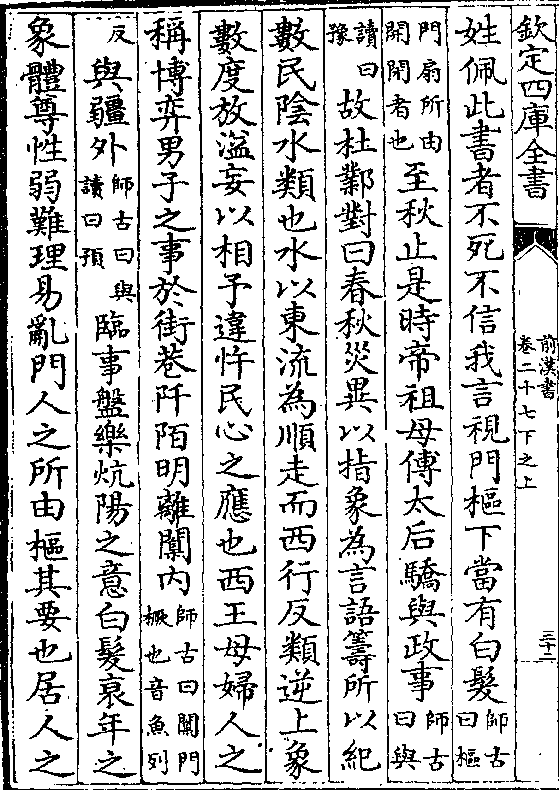 欽定四庫全書
前漢書
卷二十七下之上
三十二
姓佩此書者不死不信我言視門樞下當有白髮師古曰樞
門扇所由開閉者也至秋止是時帝祖母傅太后驕與政事師古曰與
讀曰豫故杜鄴對曰春秋災異以指象為言語籌所以紀
數民陰水類也水以東流為順走而西行反類逆上象
數度放溢妄以相予違忤民心之應也西王母婦人之
稱博弈男子之事於街巷阡陌明離闑内師古曰闑門橛也音魚列
反與疆外師古曰與讀曰預臨事盤樂炕陽之意白髮衰年之
象體尊性弱難理易亂門人之所由樞其要也居人之